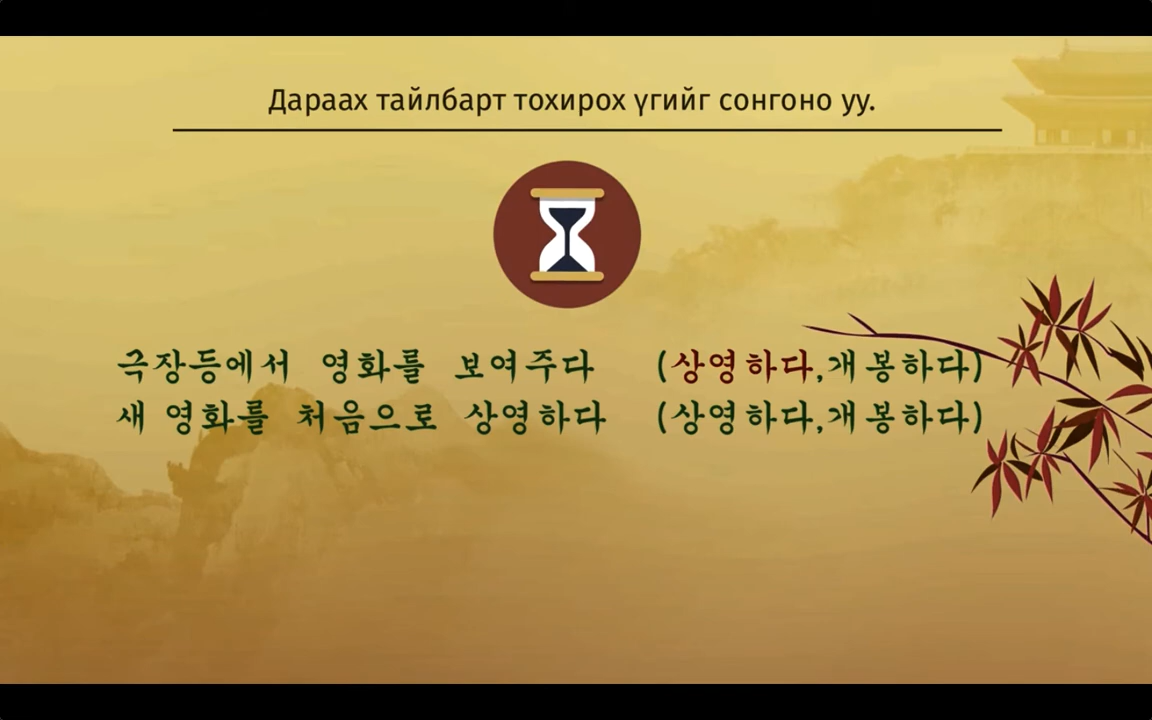 Дараах тайлбарт тохирох үгийг сонгоно уу.
극장등에서 영화를 보여주다 (상영하다,개봉하다)
새 영화를 처음으로 상영하다 (상영하다,개봉하다)